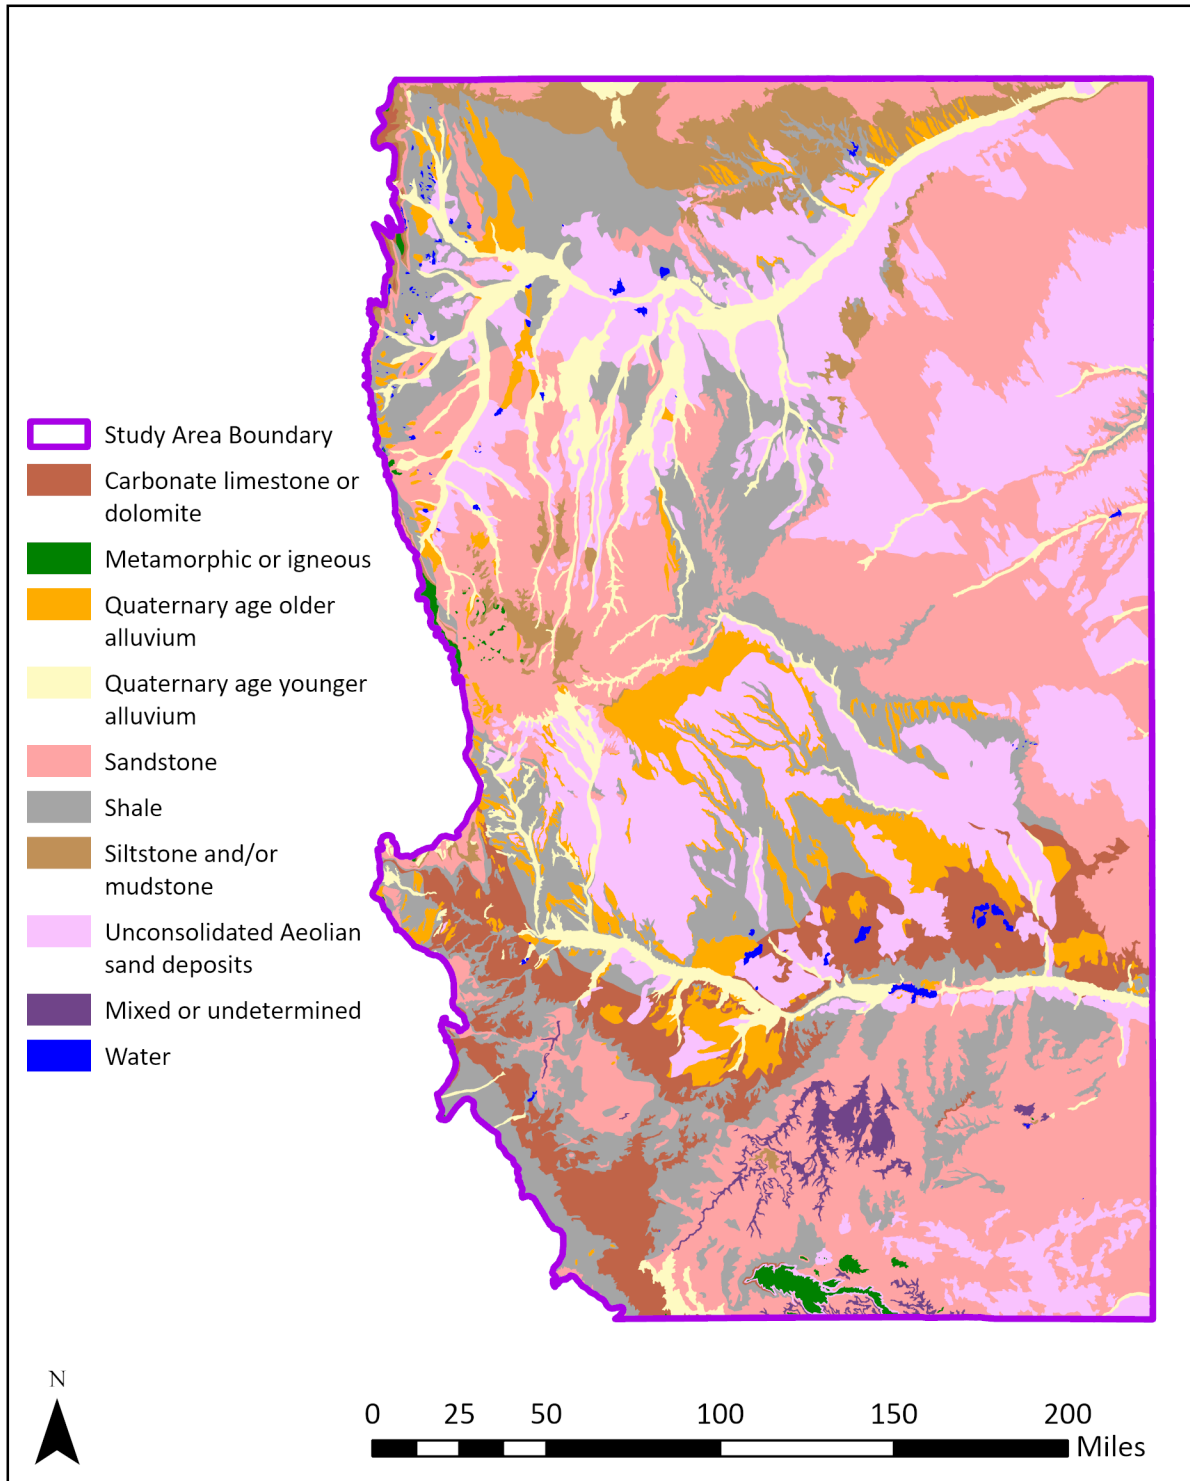 Study Area Boundary
Carbonate limestone or
dolomite
Metamorphic or igneous
Quaternary age older
alluvium
Quaternary age younger
alluvium
Sandstone
Shale
Siltstone and/or
mudstone
Unconsolidated Aeolian
sand deposits
Mixed or undetermined
Water
N
0 25 50 100 150 200
Miles